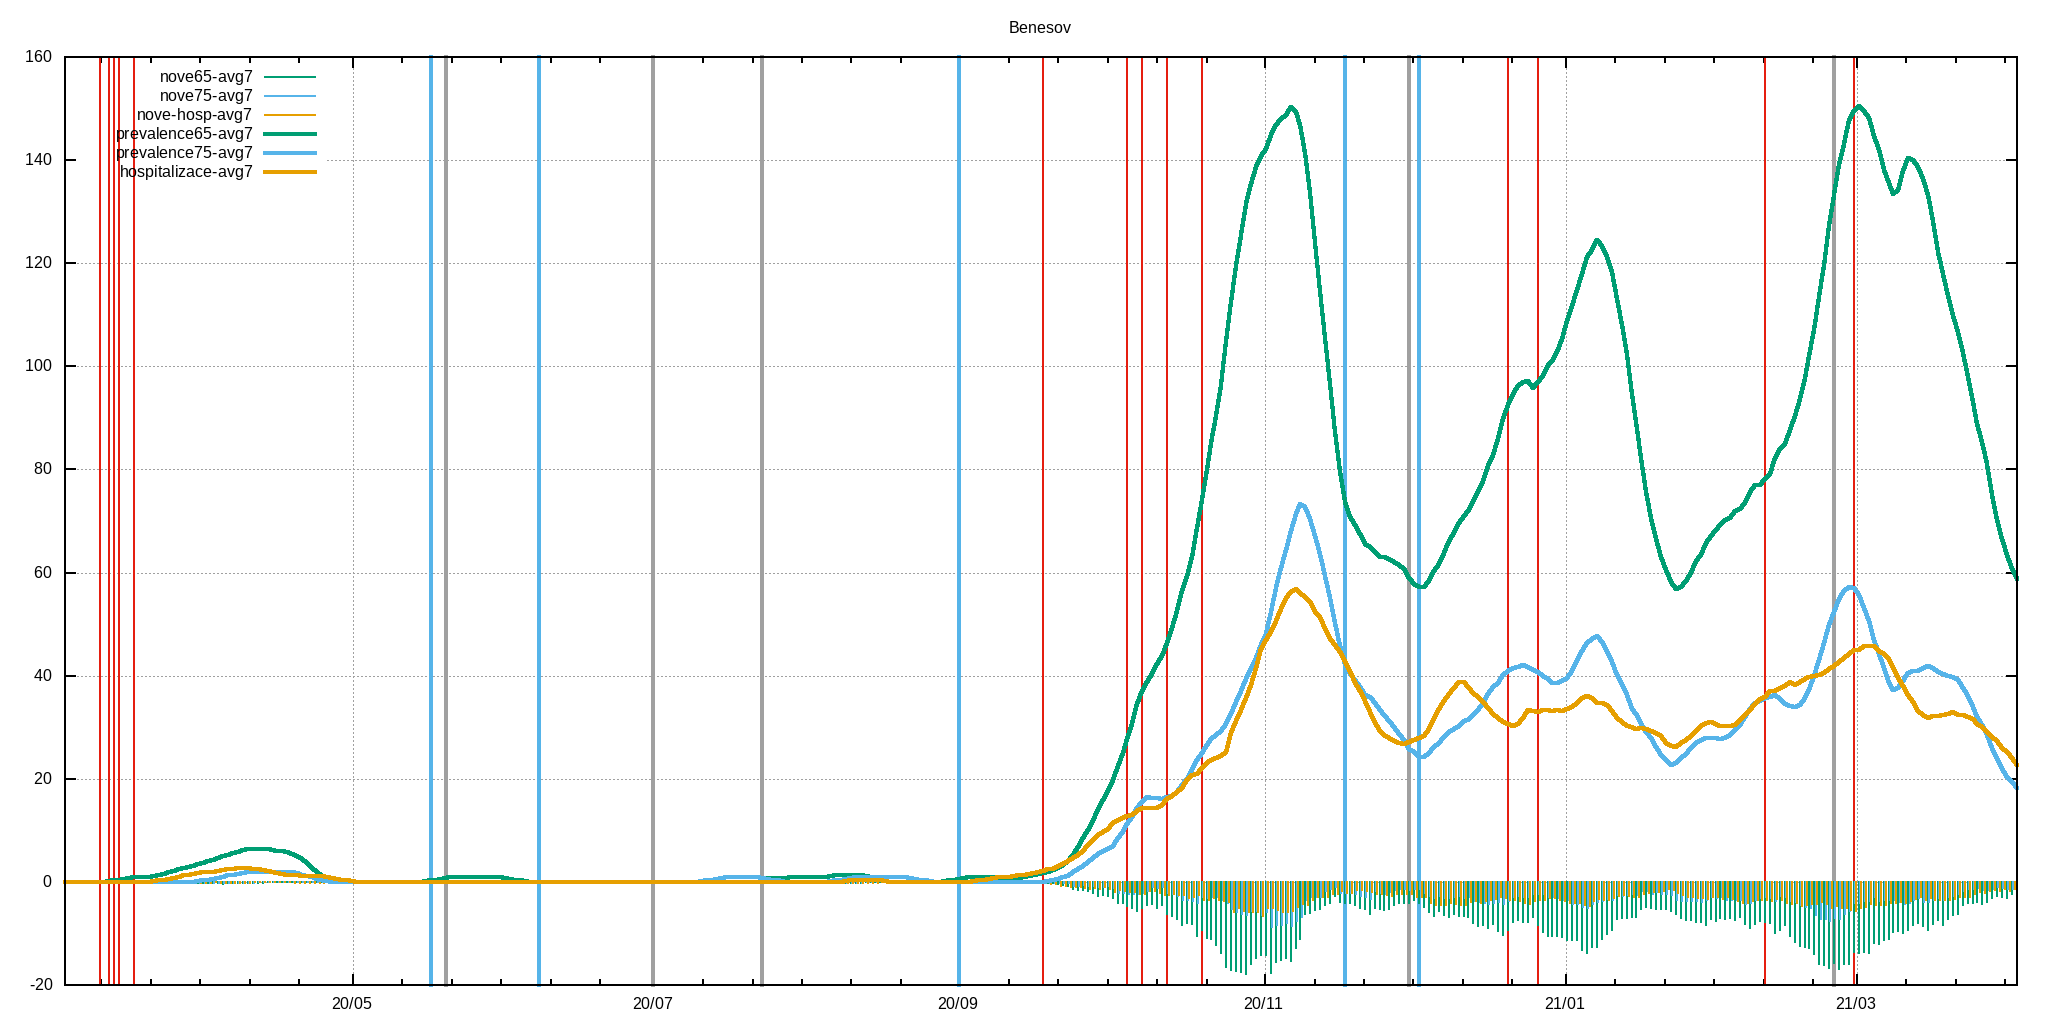 Benesov
160
nove65-avg7
nove75-avg7
nove-hosp-avg7
prevalence65-avg7
prevalence75-avg7
hospitalizace-avg7
140
120
100
80
60
40
20
0
-20
20/05 20/07 20/09 20/11 21/01 21/03